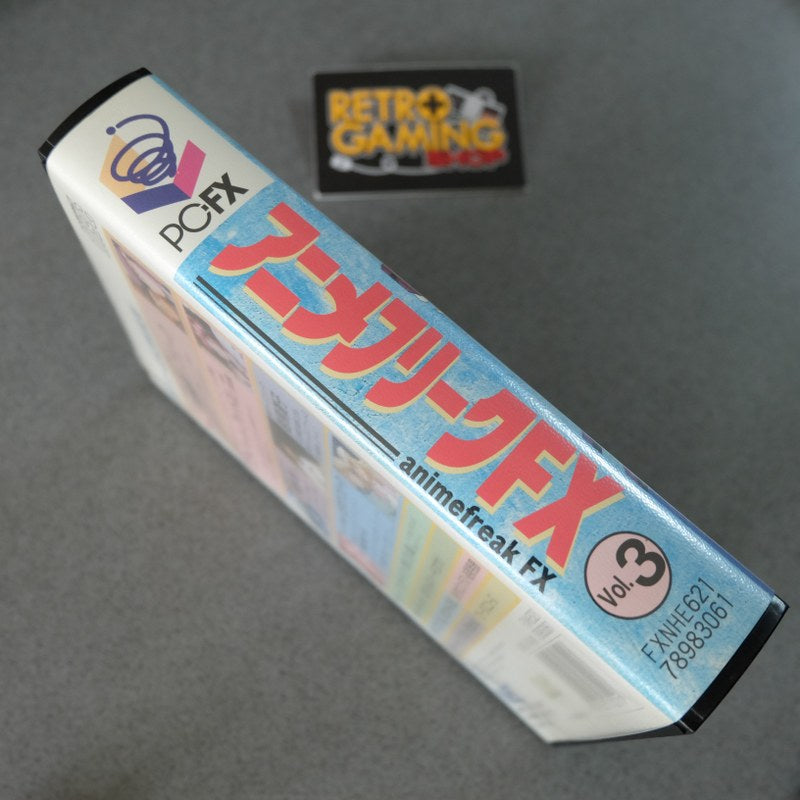 RETRO
GAMING
SHOP
PC-FX
アニメフリークFX
animefreak FX
Vol.3
FXNHE621
78983061